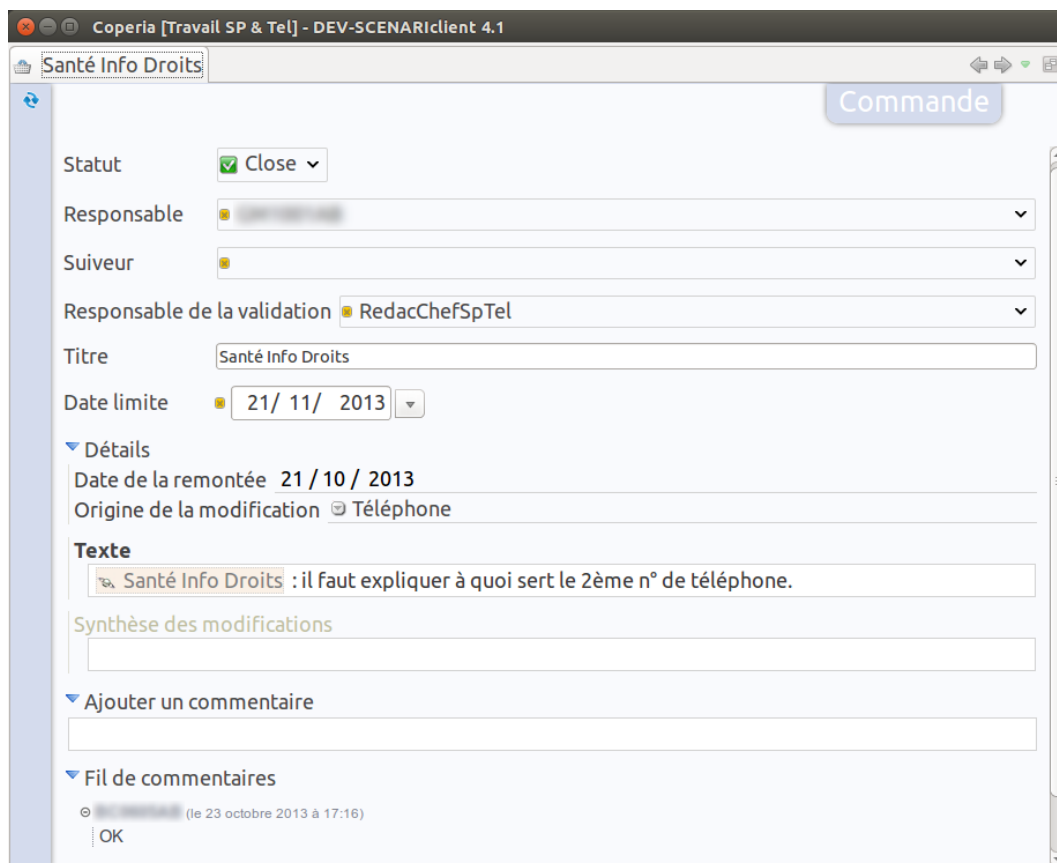 Coperia [Travail SP & Tel] - DEV-SCENARIclient 4.1
Santé Info Droits
Commande
Statut Close
Responsable
Suiveur
Responsable de la validation RedacChefSpTel
Titre Santé Info Droits
Date limite 21/ 11/ 2013
Détails
Date de la remontée 21 / 10 / 2013
Origine de la modification Téléphone
Texte
Santé Info Droits : il faut expliquer à quoi sert le 2ème n° de téléphone.
Synthèse des modifications
Ajouter un commentaire
Fil de commentaires
(le 23 octobre 2013 à 17:16)
OK